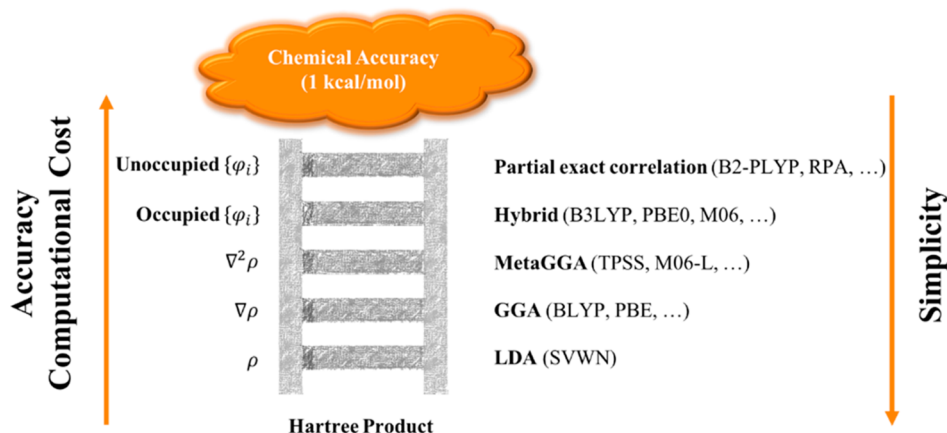 Chemical Accuracy
(1 kcal/mol)
Accuracy
Computational Cost
Unoccupied {φᵢ}
Partial exact correlation (B2-PLYP, RPA, …)
Occupied {φᵢ}
Hybrid (B3LYP, PBE0, M06, …)
∇²ρ
MetaGGA (TPSS, M06-L, …)
∇ρ
GGA (BLYP, PBE, …)
ρ
LDA (SVWN)
Hartree Product
Simplicity